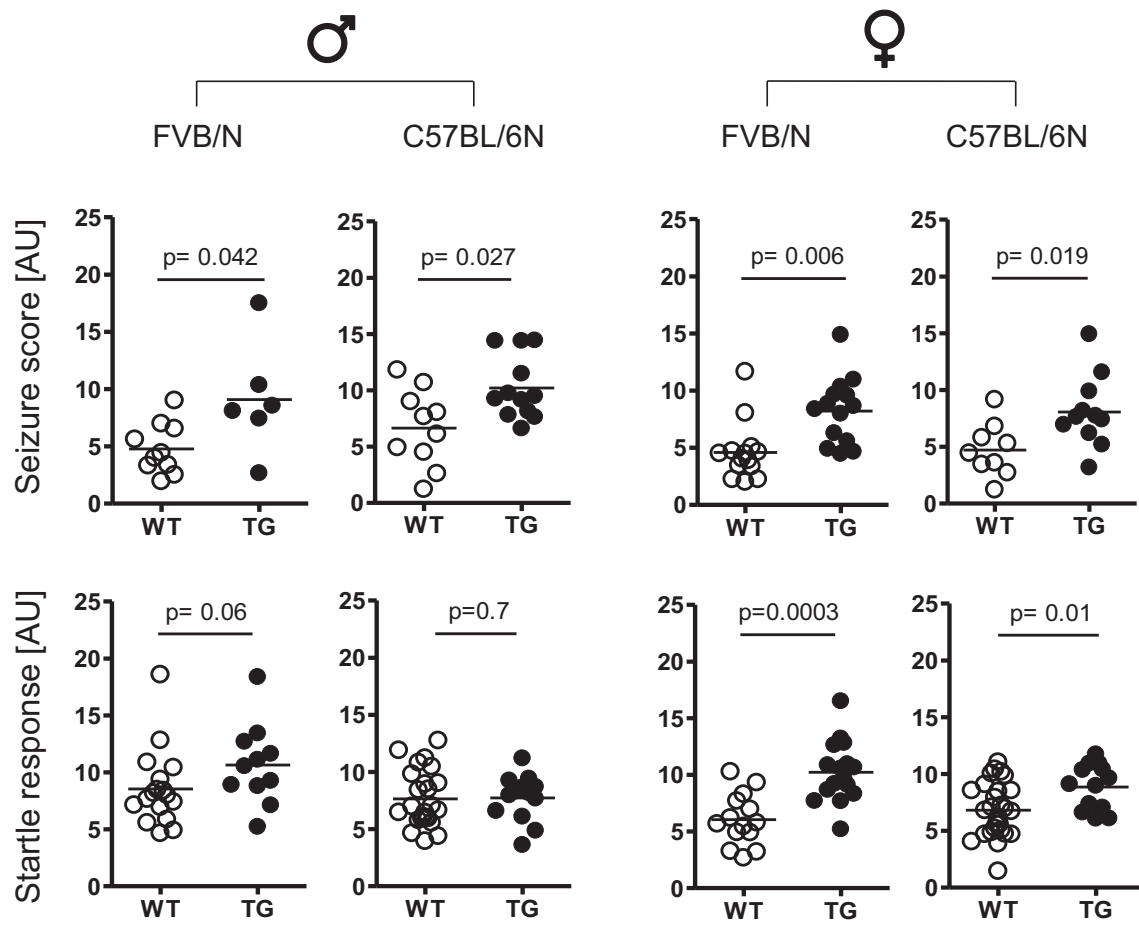 ♂ ♀
FVB/N C57BL/6N FVB/N C57BL/6N
Seizure score [AU]
25 20 15 10 5 0
p= 0.042
WT TG
25 20 15 10 5 0
p= 0.027
WT TG
25 20 15 10 5 0
p= 0.006
WT TG
25 20 15 10 5 0
p= 0.019
WT TG
Startle response [AU]
25 20 15 10 5 0
p= 0.06
WT TG
25 20 15 10 5 0
p=0.7
WT TG
25 20 15 10 5 0
p=0.0003
WT TG
25 20 15 10 5 0
p= 0.01
WT TG